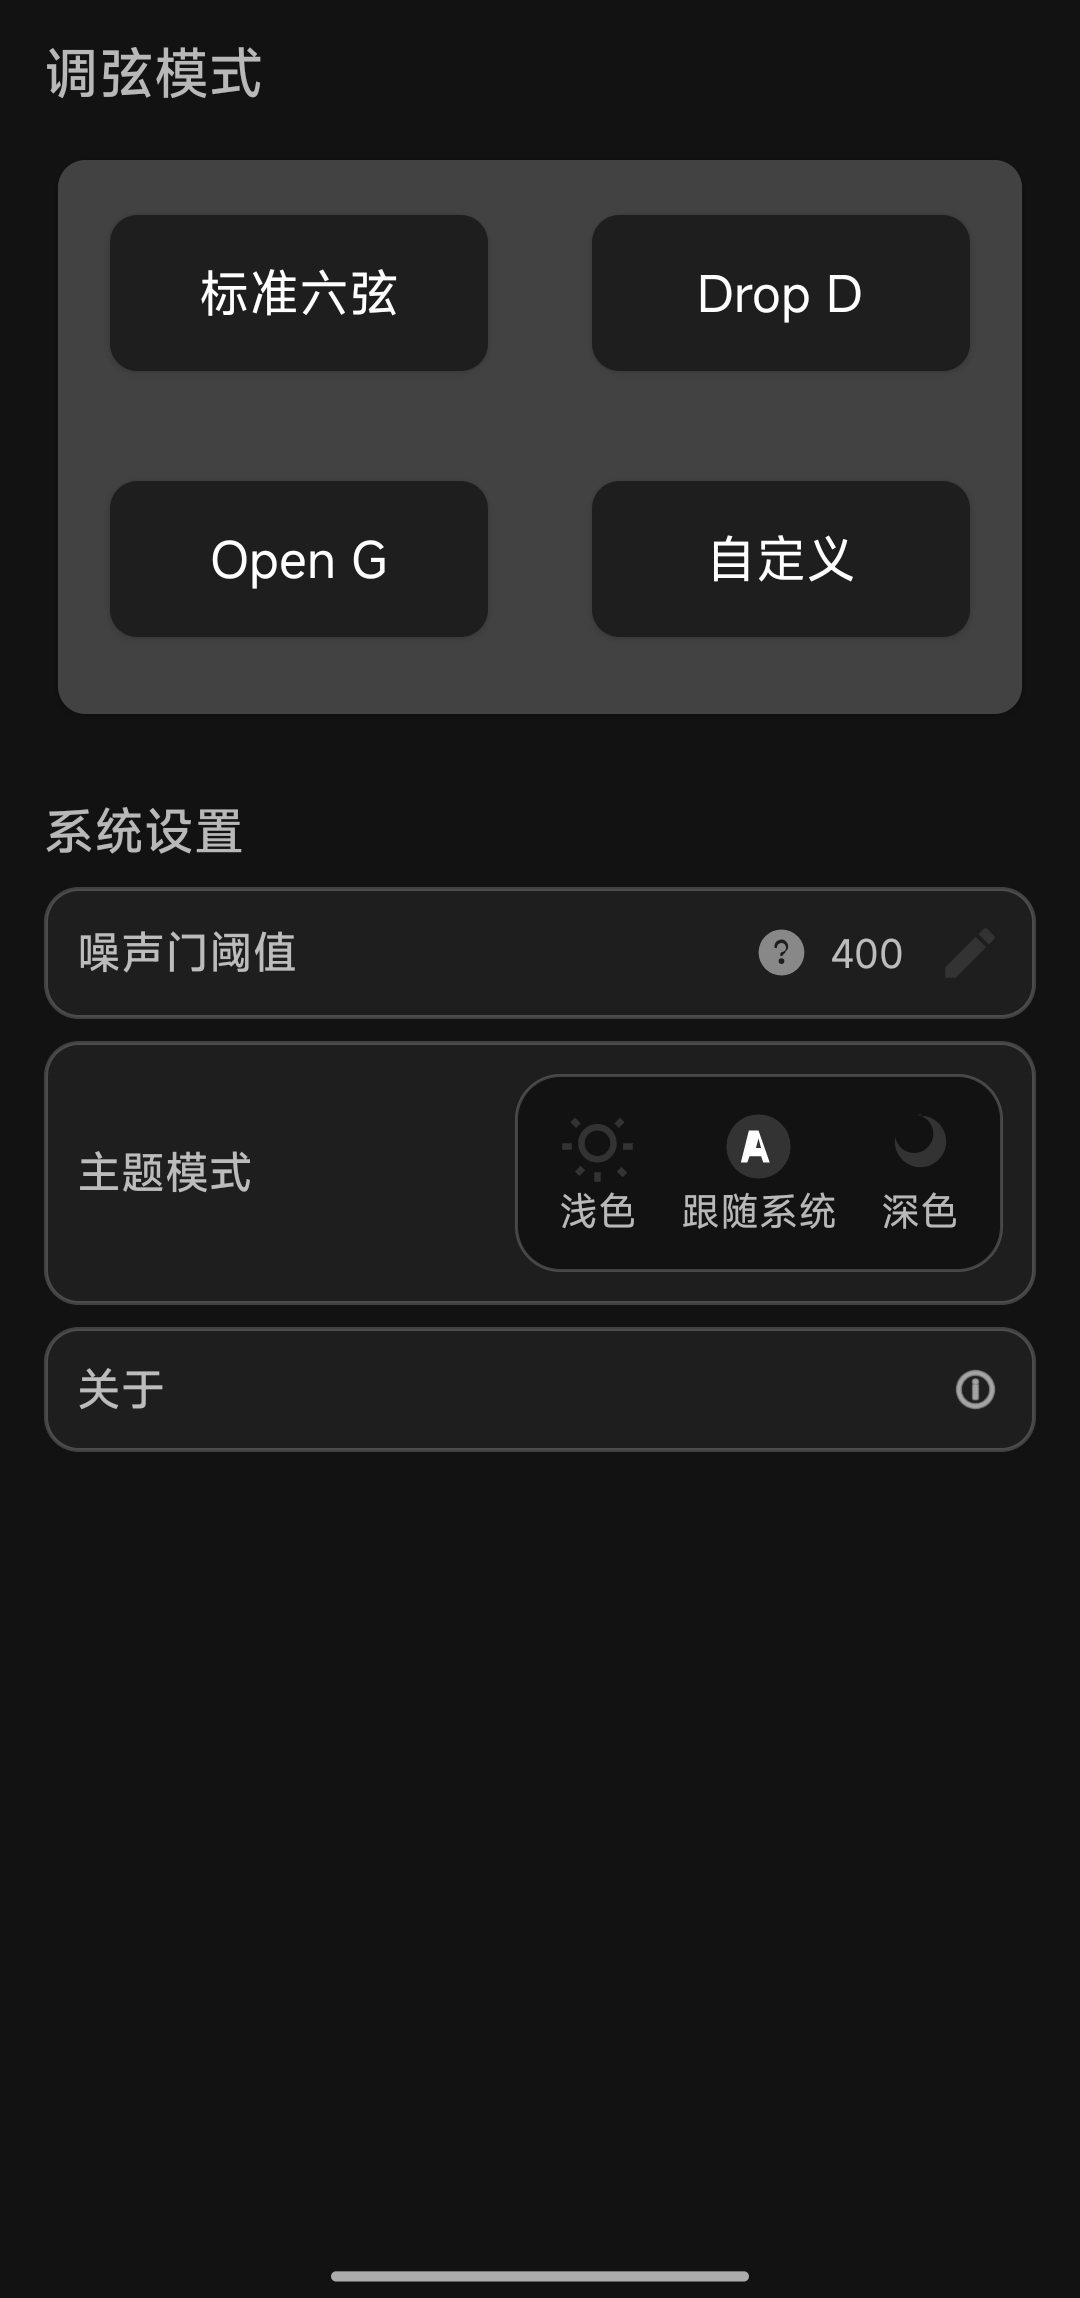 调弦模式
标准六弦
Drop D
Open G
自定义
系统设置
噪声门阈值
?
400
主题模式
A
浅色
跟随系统
深色
关于